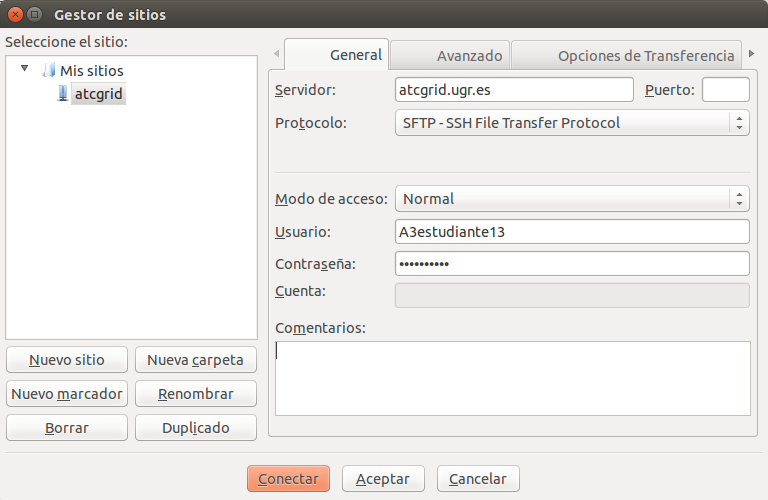 Gestor de sitios
Seleccione el sitio:
Mis sitios
atcgrid
Nuevo sitio
Nueva carpeta
Nuevo marcador
Renombrar
Borrar
Duplicado
General
Avanzado
Opciones de Transferencia
Servidor:
atcgrid.ugr.es
Puerto:
Protocolo:
SFTP - SSH File Transfer Protocol
Modo de acceso:
Normal
Usuario:
A3estudiante13
Contraseña:
••••••••••
Cuenta:
Comentarios:
Conectar
Aceptar
Cancelar